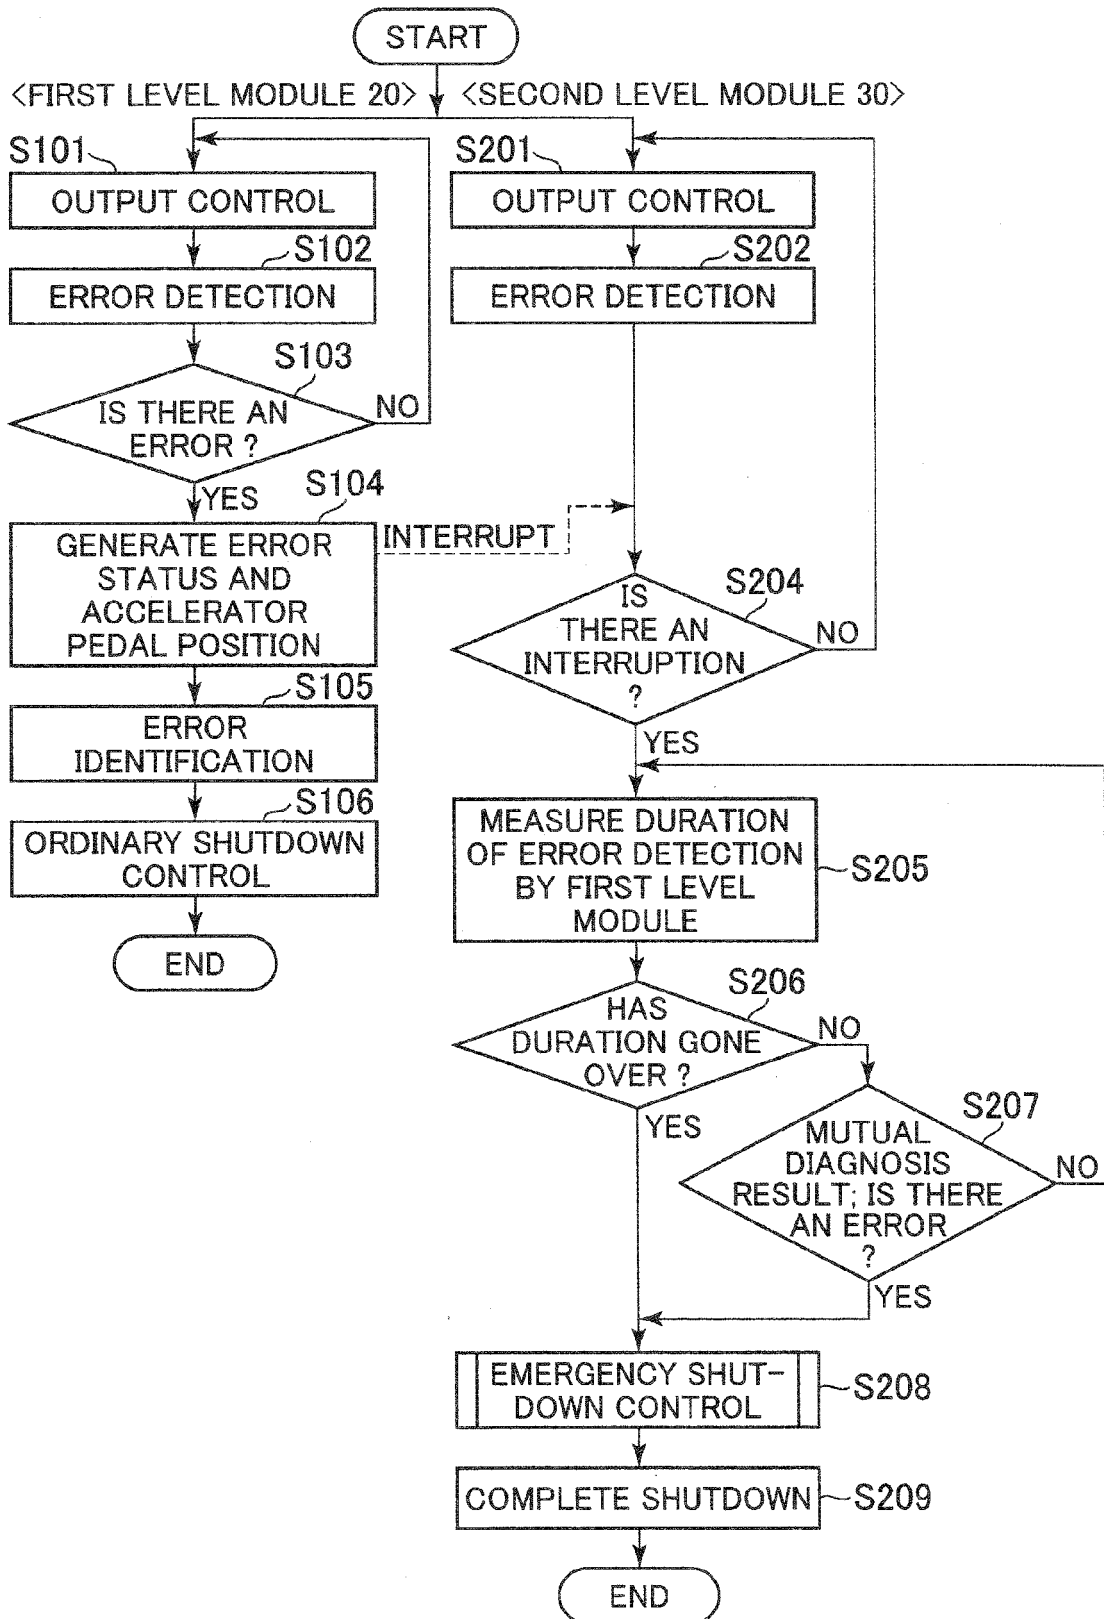 START
<FIRST LEVEL MODULE 20>
<SECOND LEVEL MODULE 30>
S101
OUTPUT CONTROL
S102
ERROR DETECTION
S103
IS THERE AN
ERROR ?
NO
YES
S104
GENERATE ERROR
STATUS AND
ACCELERATOR
PEDAL POSITION
INTERRUPT
S105
ERROR
IDENTIFICATION
S106
ORDINARY SHUTDOWN
CONTROL
END
S201
OUTPUT CONTROL
S202
ERROR DETECTION
S204
IS
THERE AN
INTERRUPTION
?
NO
YES
MEASURE DURATION
OF ERROR DETECTION
BY FIRST LEVEL
MODULE
S205
S206
HAS
DURATION GONE
OVER ?
NO
YES
S207
MUTUAL
DIAGNOSIS
RESULT; IS THERE
AN ERROR
?
NO
YES
EMERGENCY SHUT-
DOWN CONTROL
S208
COMPLETE SHUTDOWN
S209
END